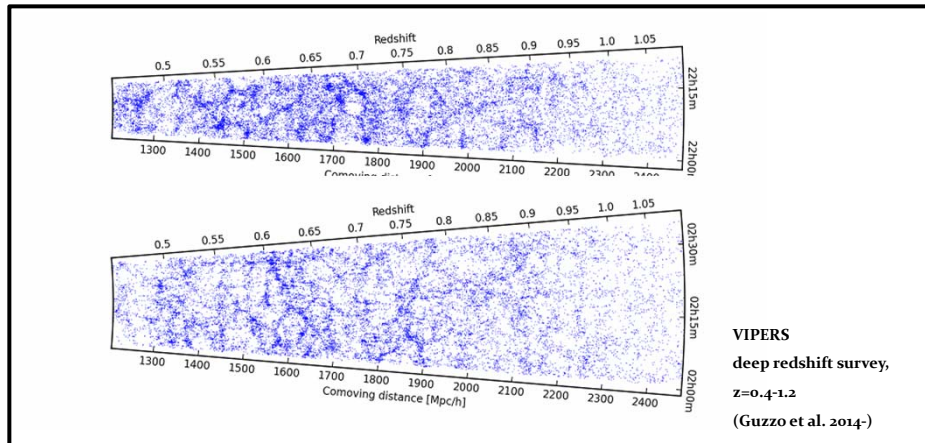 Redshift
0.5 0.55 0.6 0.65 0.7 0.75 0.8 0.85 0.9 0.95 1.0 1.05
22h15m
22h00m
1300 1400 1500 1600 1700 1800 1900 2000 2100 2200 2300 2400
Comoving
Redshift
0.5 0.55 0.6 0.65 0.7 0.75 0.8 0.85 0.9 0.95 1.0 1.05
02h30m
02h15m
02h00m
1300 1400 1500 1600 1700 1800 1900 2000 2100 2200 2300 2400
Comoving distance [Mpc/h]
VIPERS
deep redshift survey,
z=0.4-1.2
(Guzzo et al. 2014-)